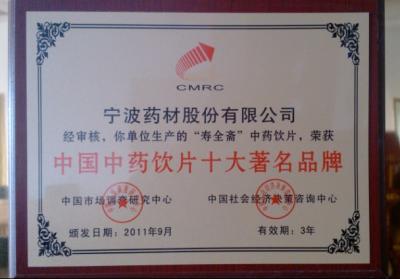 CMRC
宁波药材股份有限公司
经审核，你单位生产的“寿全斋”中药饮片，荣获
中国中药饮片十大著名品牌
中国市场调查研究中心 中国社会经济决策咨询中心
颁发日期：2011年9月 有效期：3年